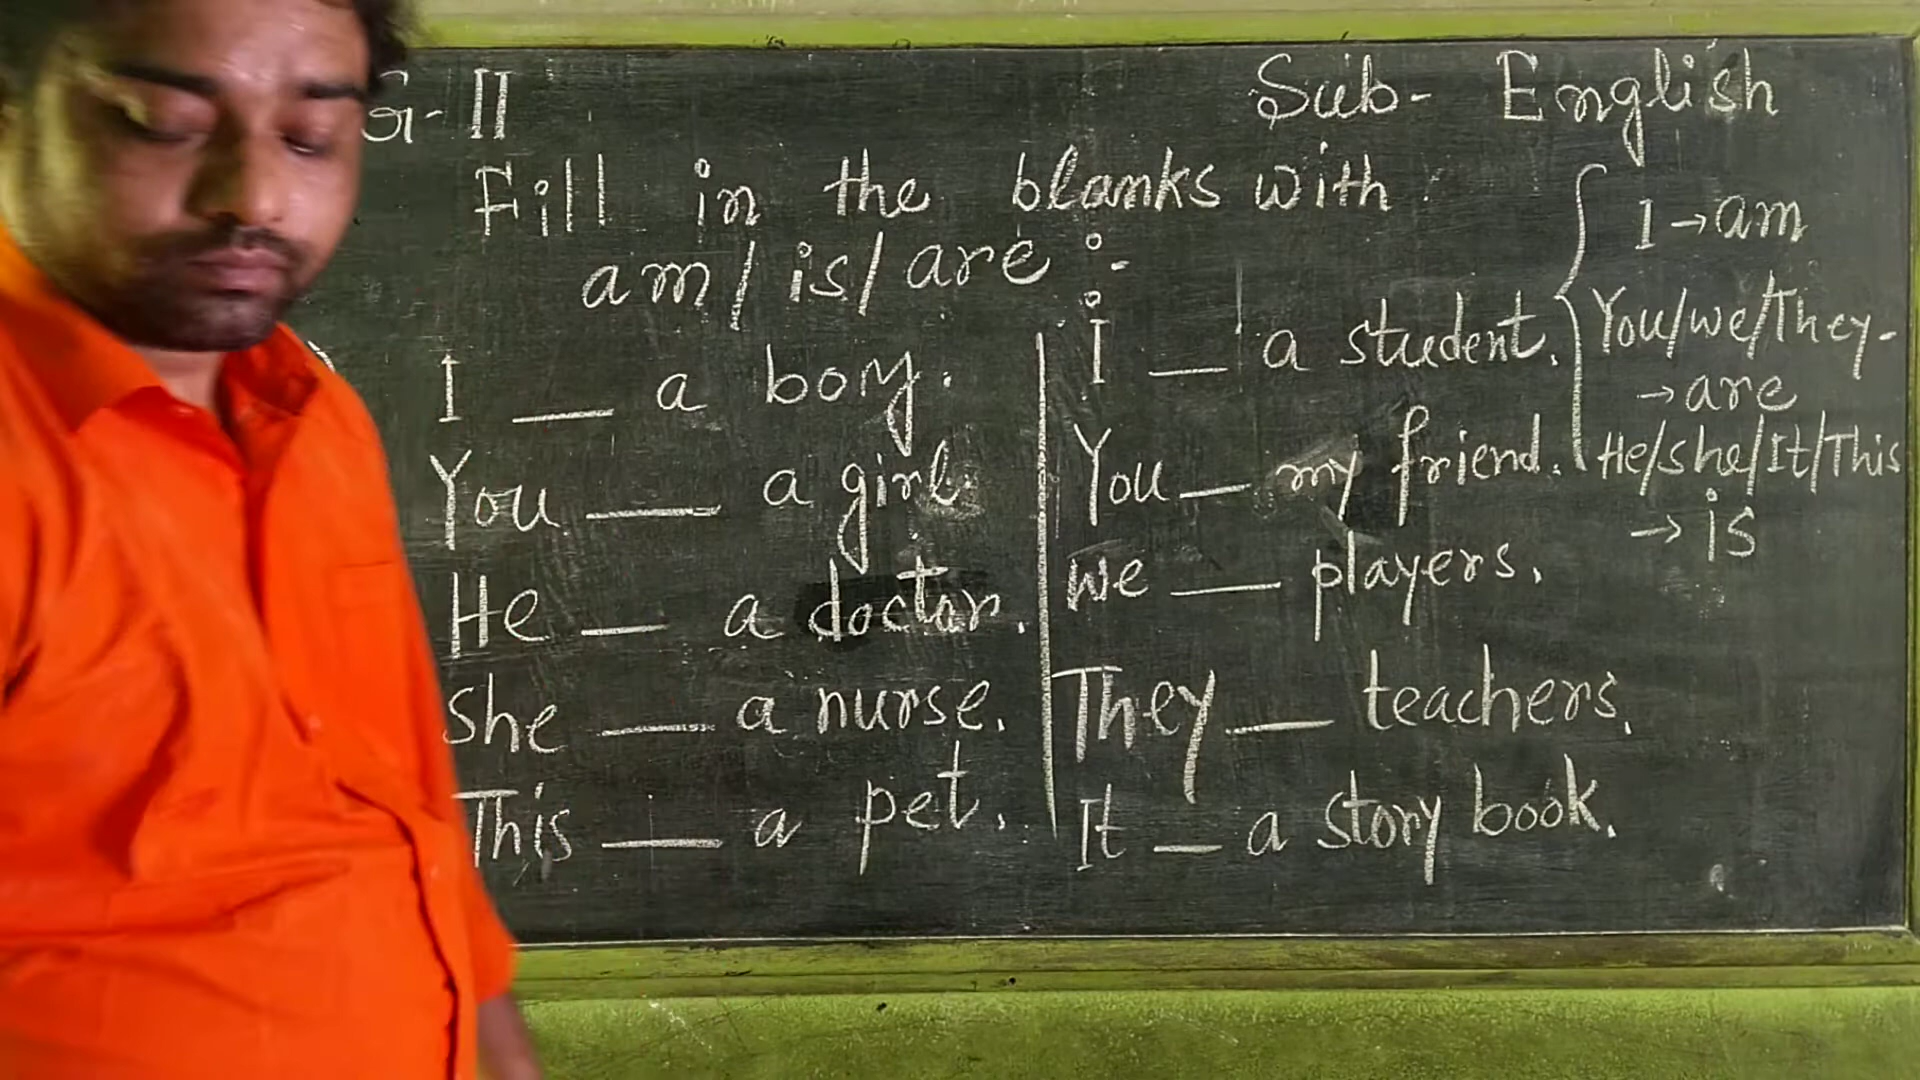 G-II
Sub- English
Fill in the blanks with
am/is/are :-
I __ a boy.
You __ a girl.
He __ a doctor.
She __ a nurse.
This __ a pet.
I __ a student.
You __ my friend.
We __ players.
They __ teachers.
It __ a story book.
I → am
You/we/They-
→ are
He/she/It/This
→ is